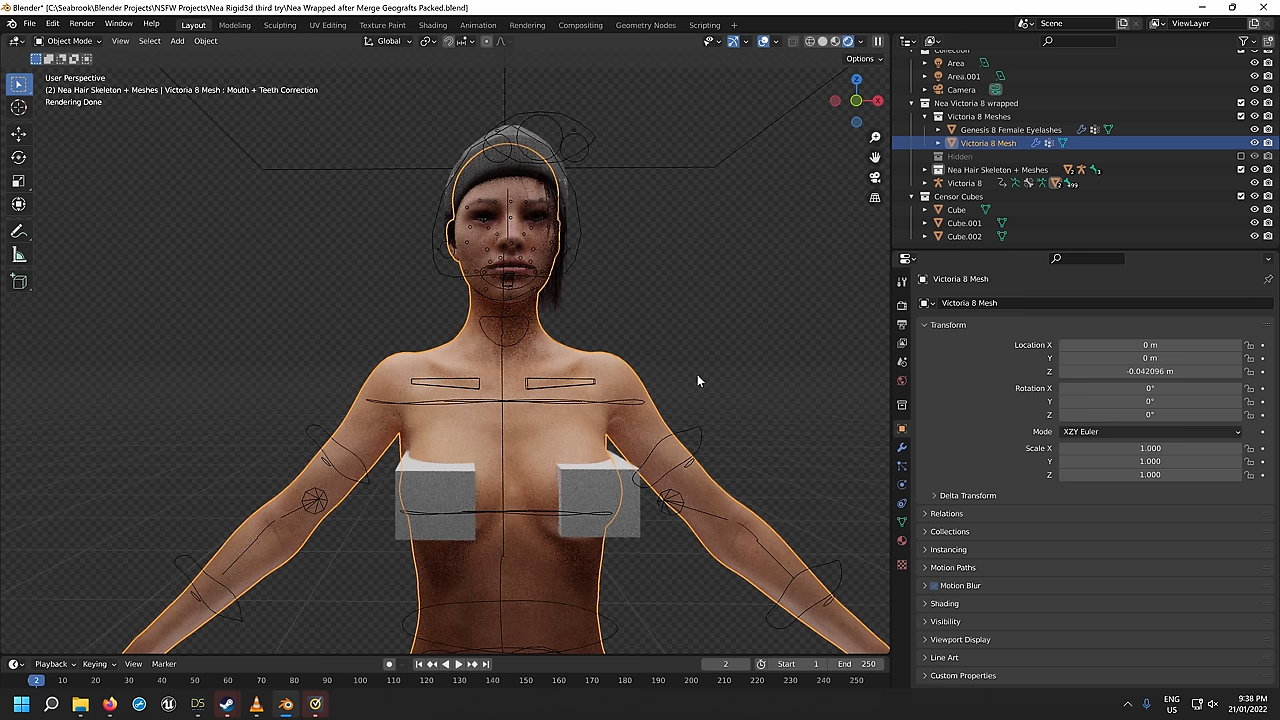 Blender* [C:\Seabrook\Blender Projects\NSFW Projects\Nea Rigid3d third try\Nea Wrapped after Merge Geografts Packed.blend]
File Edit Render Window Help Layout Modeling Sculpting UV Editing Texture Paint Shading Animation Rendering Compositing Geometry Nodes Scripting + Scene ViewLayer
Object Mode View Select Add Object Global
Options
User Perspective
(2) Nea Hair Skeleton + Meshes | Victoria 8 Mesh : Mouth + Teeth Correction
Rendering Done
Z
X
Collection
Area
Area.001
Camera
Nea Victoria 8 wrapped
Victoria 8 Meshes
Genesis 8 Female Eyelashes
Victoria 8 Mesh
Hidden
Nea Hair Skeleton + Meshes 2 3
Victoria 8 2 499
Censor Cubes
Cube
Cube.001
Cube.002
Victoria 8 Mesh
Victoria 8 Mesh
Transform
Location X 0 m
Y 0 m
Z -0.042096 m
Rotation X 0°
Y 0°
Z 0°
Mode XZY Euler
Scale X 1.000
Y 1.000
Z 1.000
Delta Transform
Relations
Collections
Instancing
Motion Paths
Motion Blur
Shading
Visibility
Viewport Display
Line Art
Custom Properties
Playback Keying View Marker 2 Start 1 End 250
2 10 20 30 40 50 60 70 80 90 100 110 120 130 140 150 160 170 180 190 200 210 220 230 240 250
DS
ENG
US
9:38 PM
21/01/2022